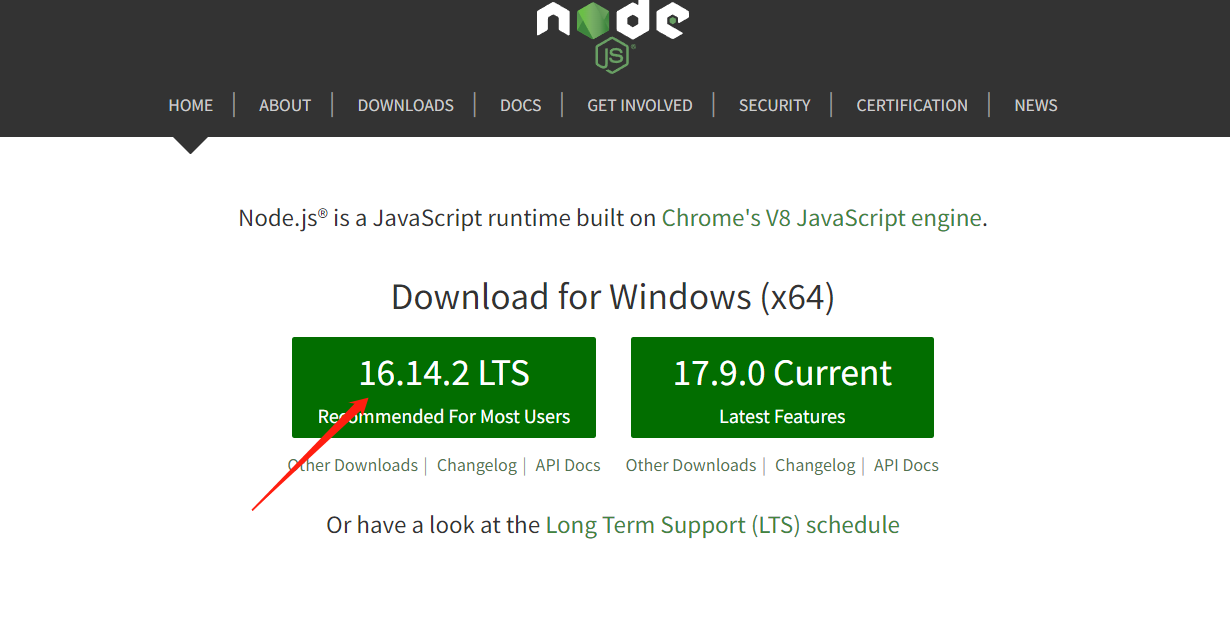 node
JS®
HOME | ABOUT | DOWNLOADS | DOCS | GET INVOLVED | SECURITY | CERTIFICATION | NEWS
Node.js® is a JavaScript runtime built on Chrome's V8 JavaScript engine.
Download for Windows (x64)
16.14.2 LTS
Recommended For Most Users
17.9.0 Current
Latest Features
Other Downloads | Changelog | API Docs
Other Downloads | Changelog | API Docs
Or have a look at the Long Term Support (LTS) schedule